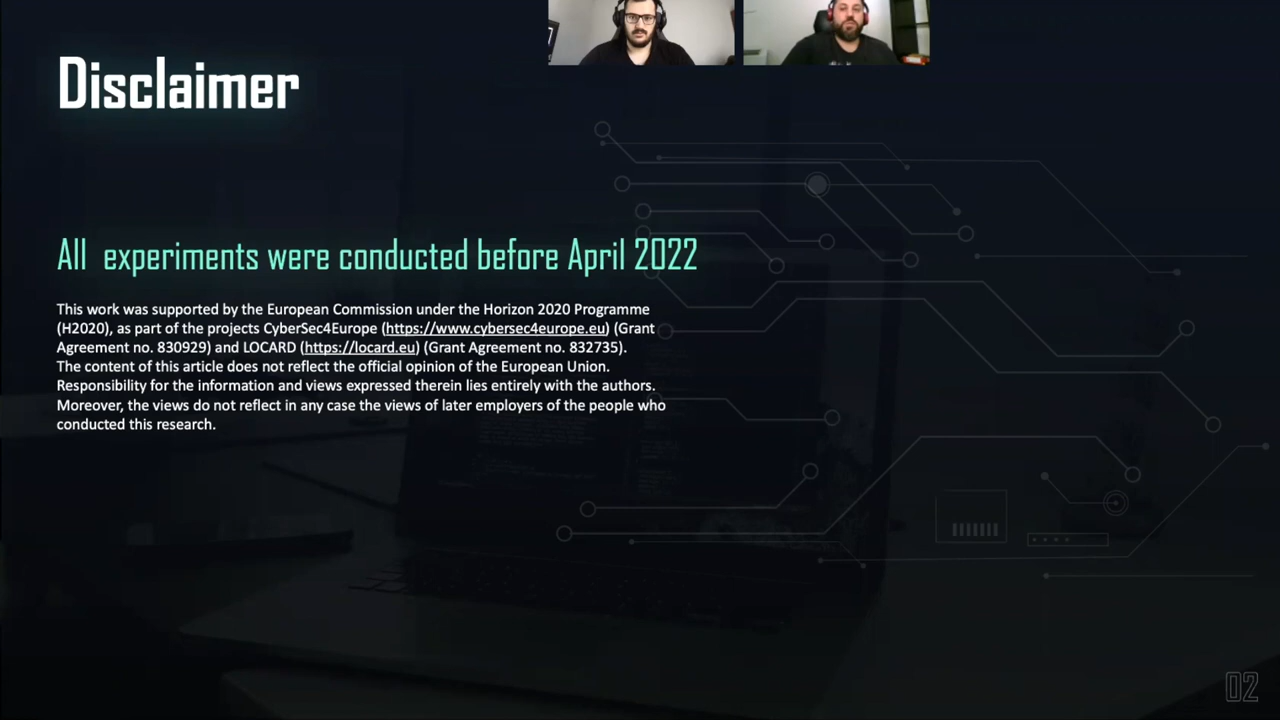 Disclaimer
All experiments were conducted before April 2022
This work was supported by the European Commission under the Horizon 2020 Programme
(H2020), as part of the projects CyberSec4Europe (https://www.cybersec4europe.eu) (Grant
Agreement no. 830929) and LOCARD (https://locard.eu) (Grant Agreement no. 832735).
The content of this article does not reflect the official opinion of the European Union.
Responsibility for the information and views expressed therein lies entirely with the authors.
Moreover, the views do not reflect in any case the views of later employers of the people who
conducted this research.
02